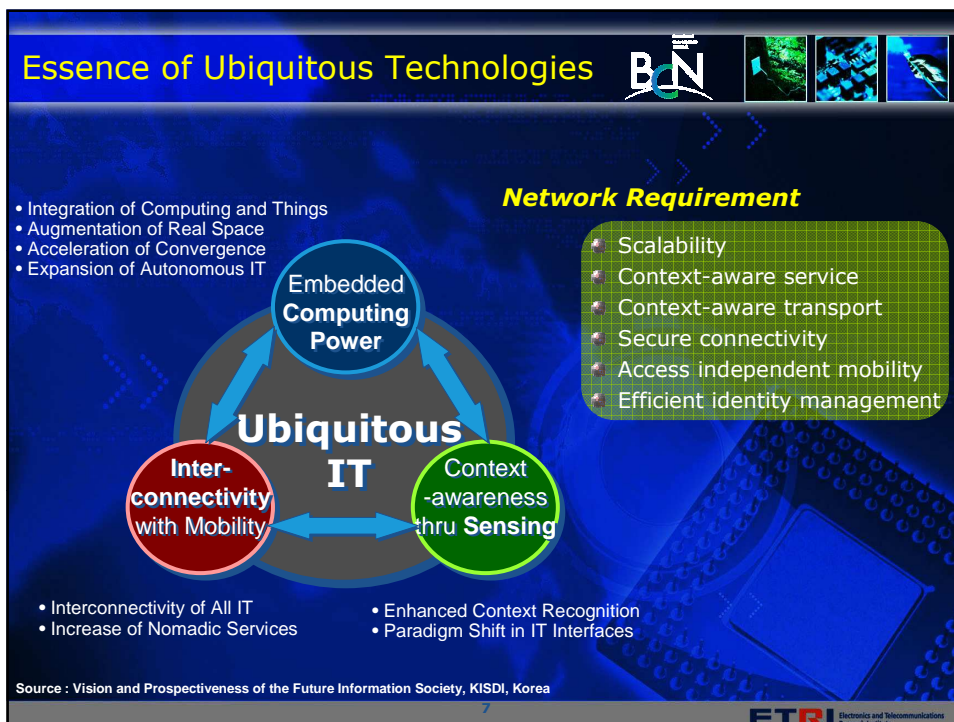 Essence of Ubiquitous Technologies
BcN
• Integration of Computing and Things
• Augmentation of Real Space
• Acceleration of Convergence
• Expansion of Autonomous IT
Network Requirement
Scalability
Context-aware service
Context-aware transport
Secure connectivity
Access independent mobility
Efficient identity management
Embedded
Computing
Power
Ubiquitous
IT
Inter-
connectivity
with Mobility
Context
-awareness
thru Sensing
• Interconnectivity of All IT
• Increase of Nomadic Services
• Enhanced Context Recognition
• Paradigm Shift in IT Interfaces
Source : Vision and Prospectiveness of the Future Information Society, KISDI, Korea
7
ETRI Electronics and Telecommunications